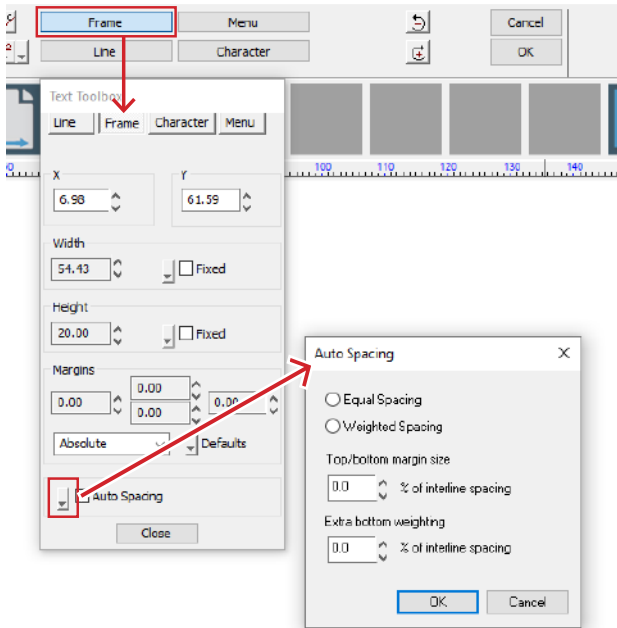 Frame Menu Cancel
Line Character OK
Text Toolbox
Line Frame Character Menu
100 110 120 130 140
X Y
6.98 61.59
Width
54.43 Fixed
Height
20.00 Fixed
Margins
0.00 0.00 0.00
0.00
Absolute Defaults
Auto Spacing
Close
Auto Spacing
Equal Spacing
Weighted Spacing
Top/bottom margin size
0.0 % of interline spacing
Extra bottom weighting
0.0 % of interline spacing
OK Cancel